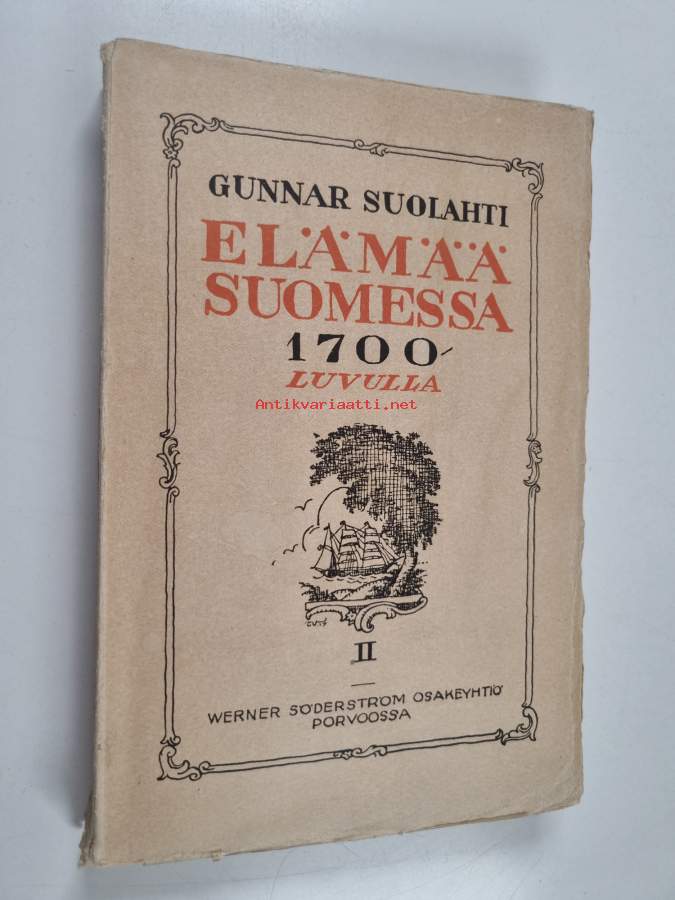 GUNNAR SUOLAHTI
ELÄMÄÄ
SUOMESSA
1700-
LUVULLA
Antikvariaatti.net
II
WERNER SÖDERSTRÖM OSAKEYHTIÖ
PORVOOSSA